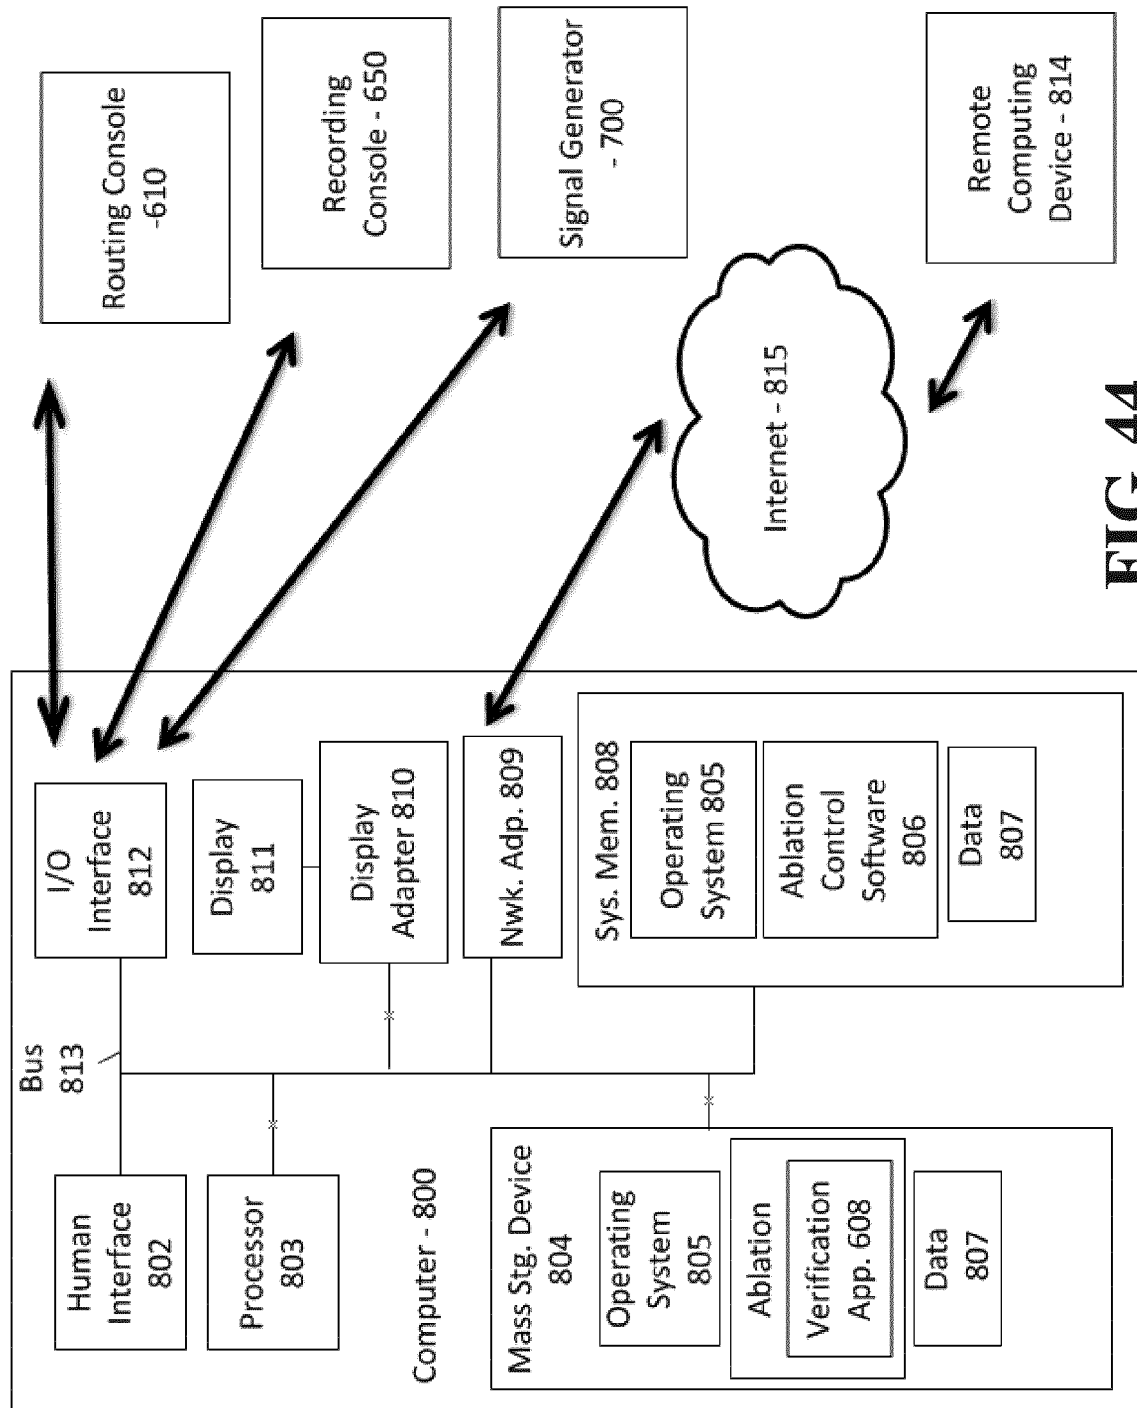 Bus
813
Human
Interface
802
Processor
803
Computer - 800
Mass Stg. Device
804
Operating
System
805
Ablation
Verification
App. 608
Data
807
I/O
Interface
812
Display
811
Display
Adapter 810
Nwk. Adp. 809
Sys. Mem. 808
Operating
System 805
Ablation
Control
Software
806
Data
807
Routing Console
-610
Recording
Console - 650
Signal Generator
- 700
Internet - 815
Remote
Computing
Device - 814
FIG. 44